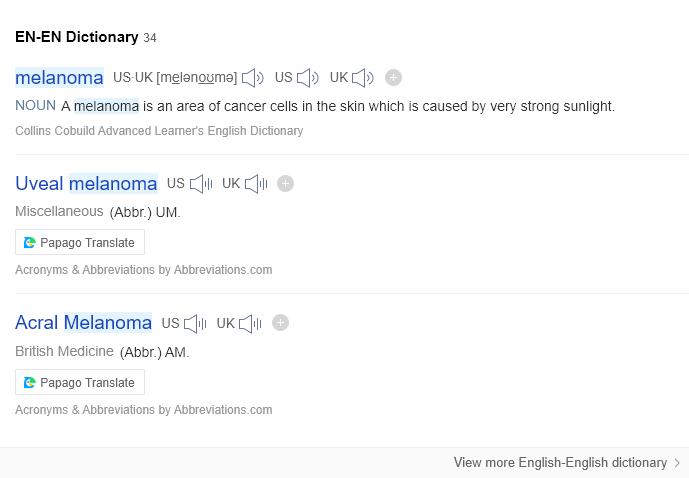 EN-EN Dictionary 34
melanoma US·UK [melənoʊmə] US UK
NOUN A melanoma is an area of cancer cells in the skin which is caused by very strong sunlight.
Collins Cobuild Advanced Learner's English Dictionary
Uveal melanoma US UK
Miscellaneous (Abbr.) UM.
Papago Translate
Acronyms & Abbreviations by Abbreviations.com
Acral Melanoma US UK
British Medicine (Abbr.) AM.
Papago Translate
Acronyms & Abbreviations by Abbreviations.com
View more English-English dictionary